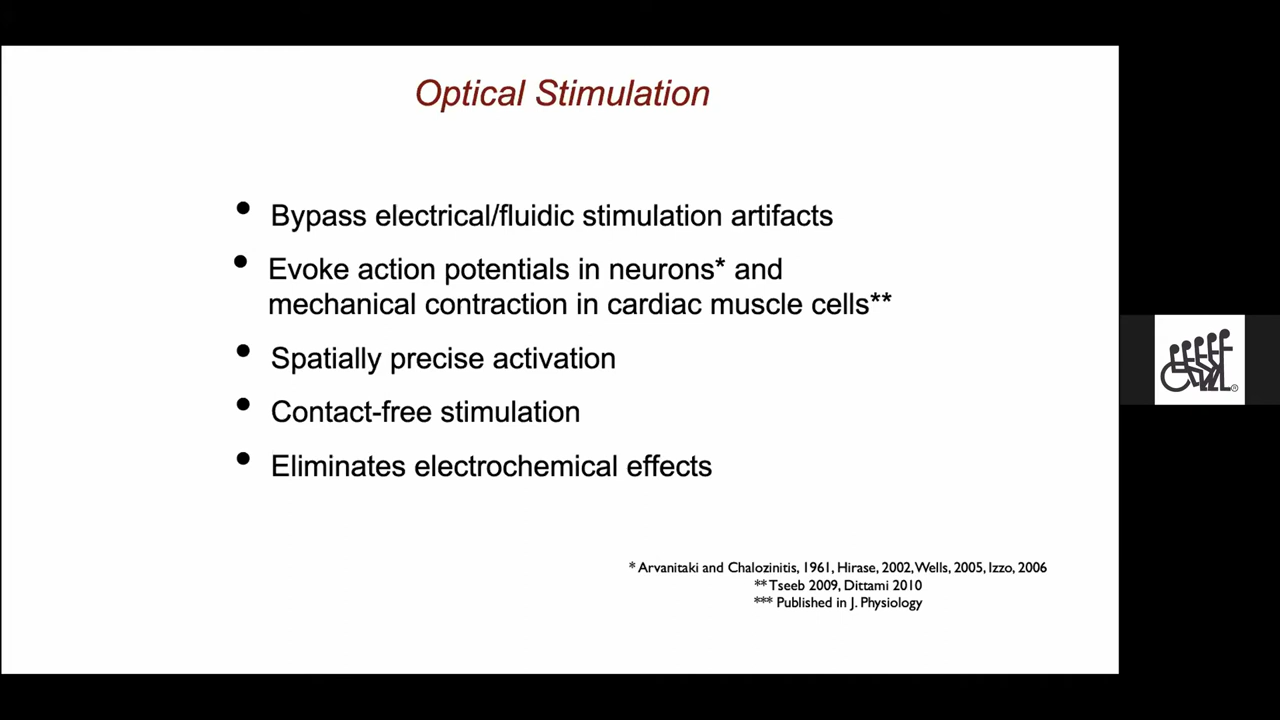 Optical Stimulation
• Bypass electrical/fluidic stimulation artifacts
• Evoke action potentials in neurons* and
mechanical contraction in cardiac muscle cells**
• Spatially precise activation
• Contact-free stimulation
• Eliminates electrochemical effects
* Arvanitaki and Chalozinitis, 1961, Hirase, 2002, Wells, 2005, Izzo, 2006
** Tseeb 2009, Dittami 2010
*** Published in J. Physiology
®